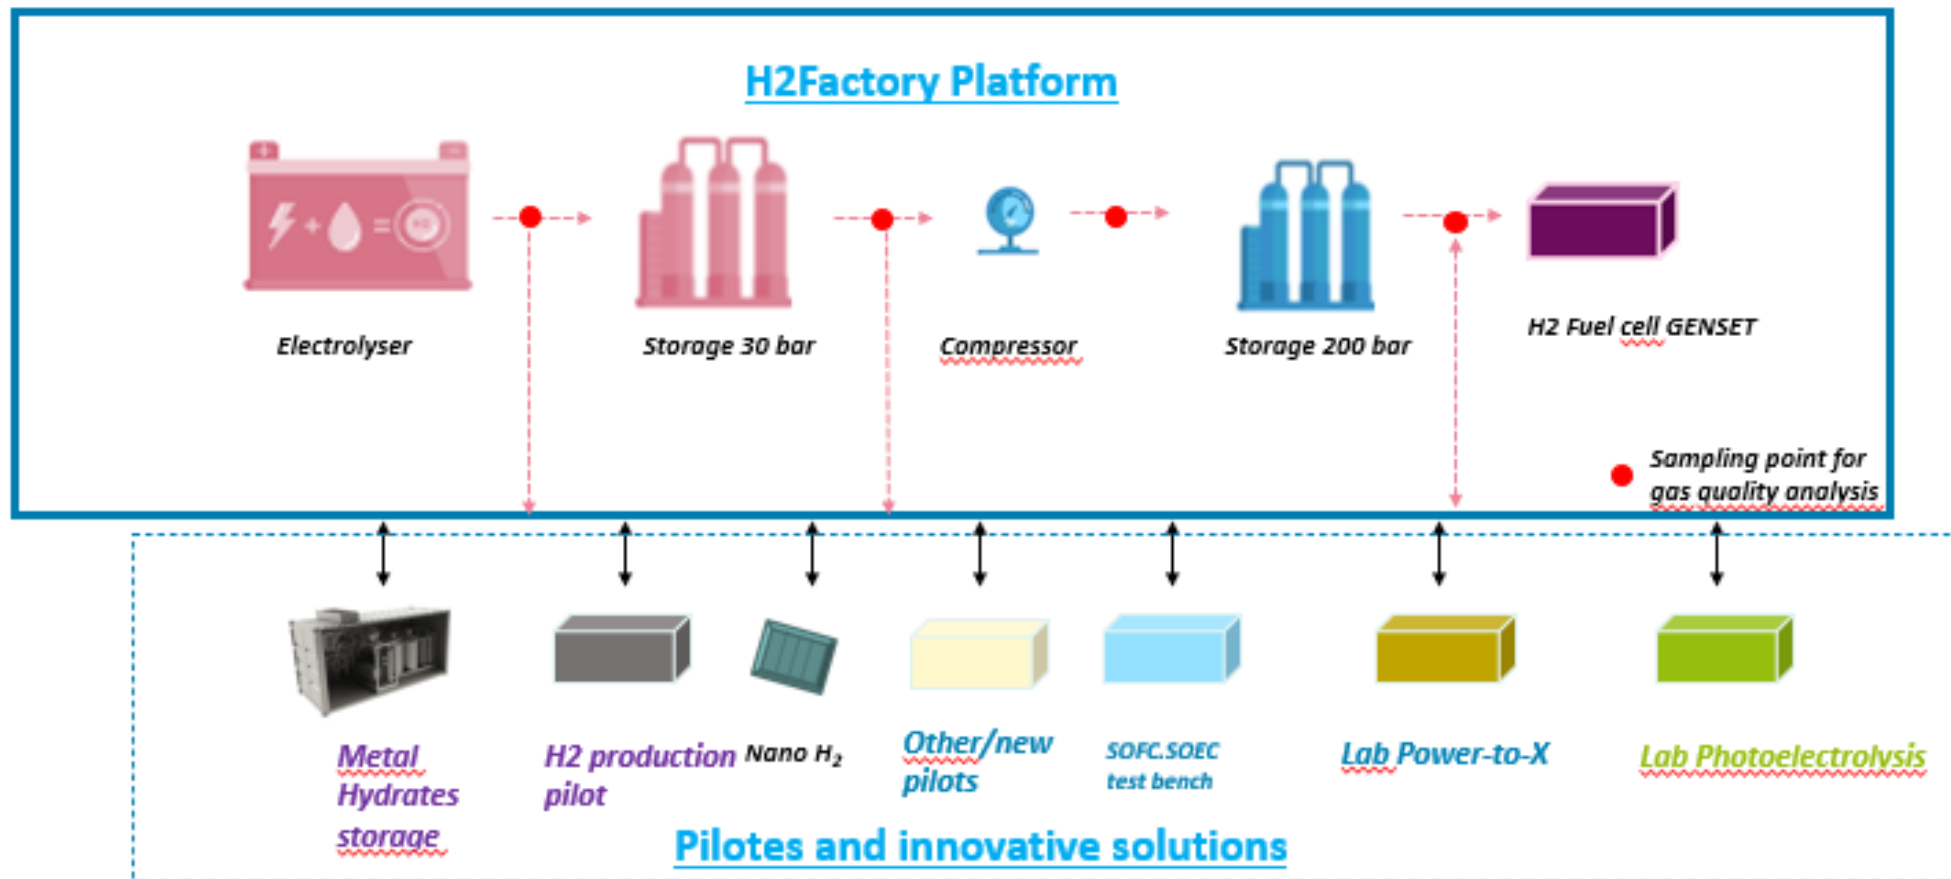 H2Factory Platform
+ -
+ = H2
Electrolyser
Storage 30 bar
Compressor
Storage 200 bar
H2 Fuel cell GENSET
Sampling point for
gas quality analysis
Metal
Hydrates
storage
H2 production
pilot
Nano H₂
Other/new
pilots
SOFC.SOEC
test bench
Lab Power-to-X
Lab Photoelectrolysis
Pilotes and innovative solutions